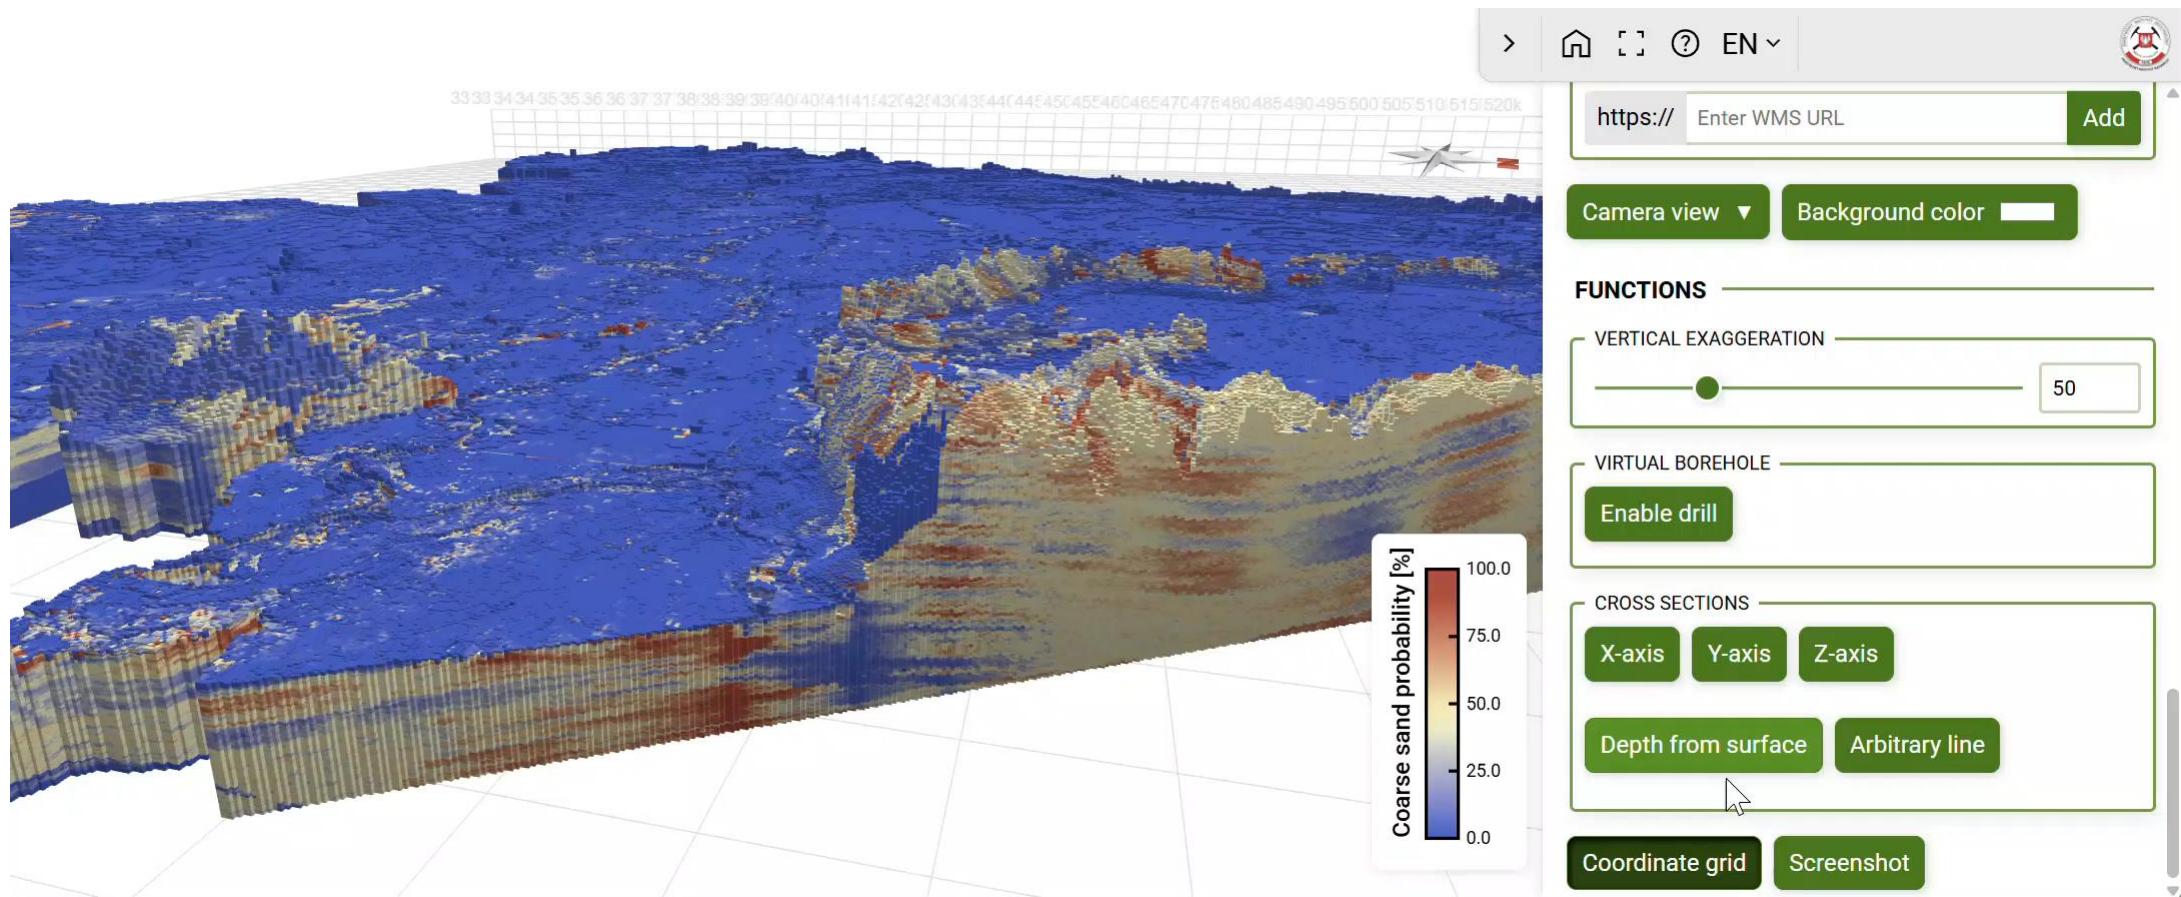 EN
https:// Enter WMS URL Add
Camera view ▼ Background color
FUNCTIONS
VERTICAL EXAGGERATION
50
VIRTUAL BOREHOLE
Enable drill
CROSS SECTIONS
X-axis Y-axis Z-axis
Depth from surface Arbitrary line
Coordinate grid Screenshot
N
Coarse sand probability [%]
100.0
75.0
50.0
25.0
0.0